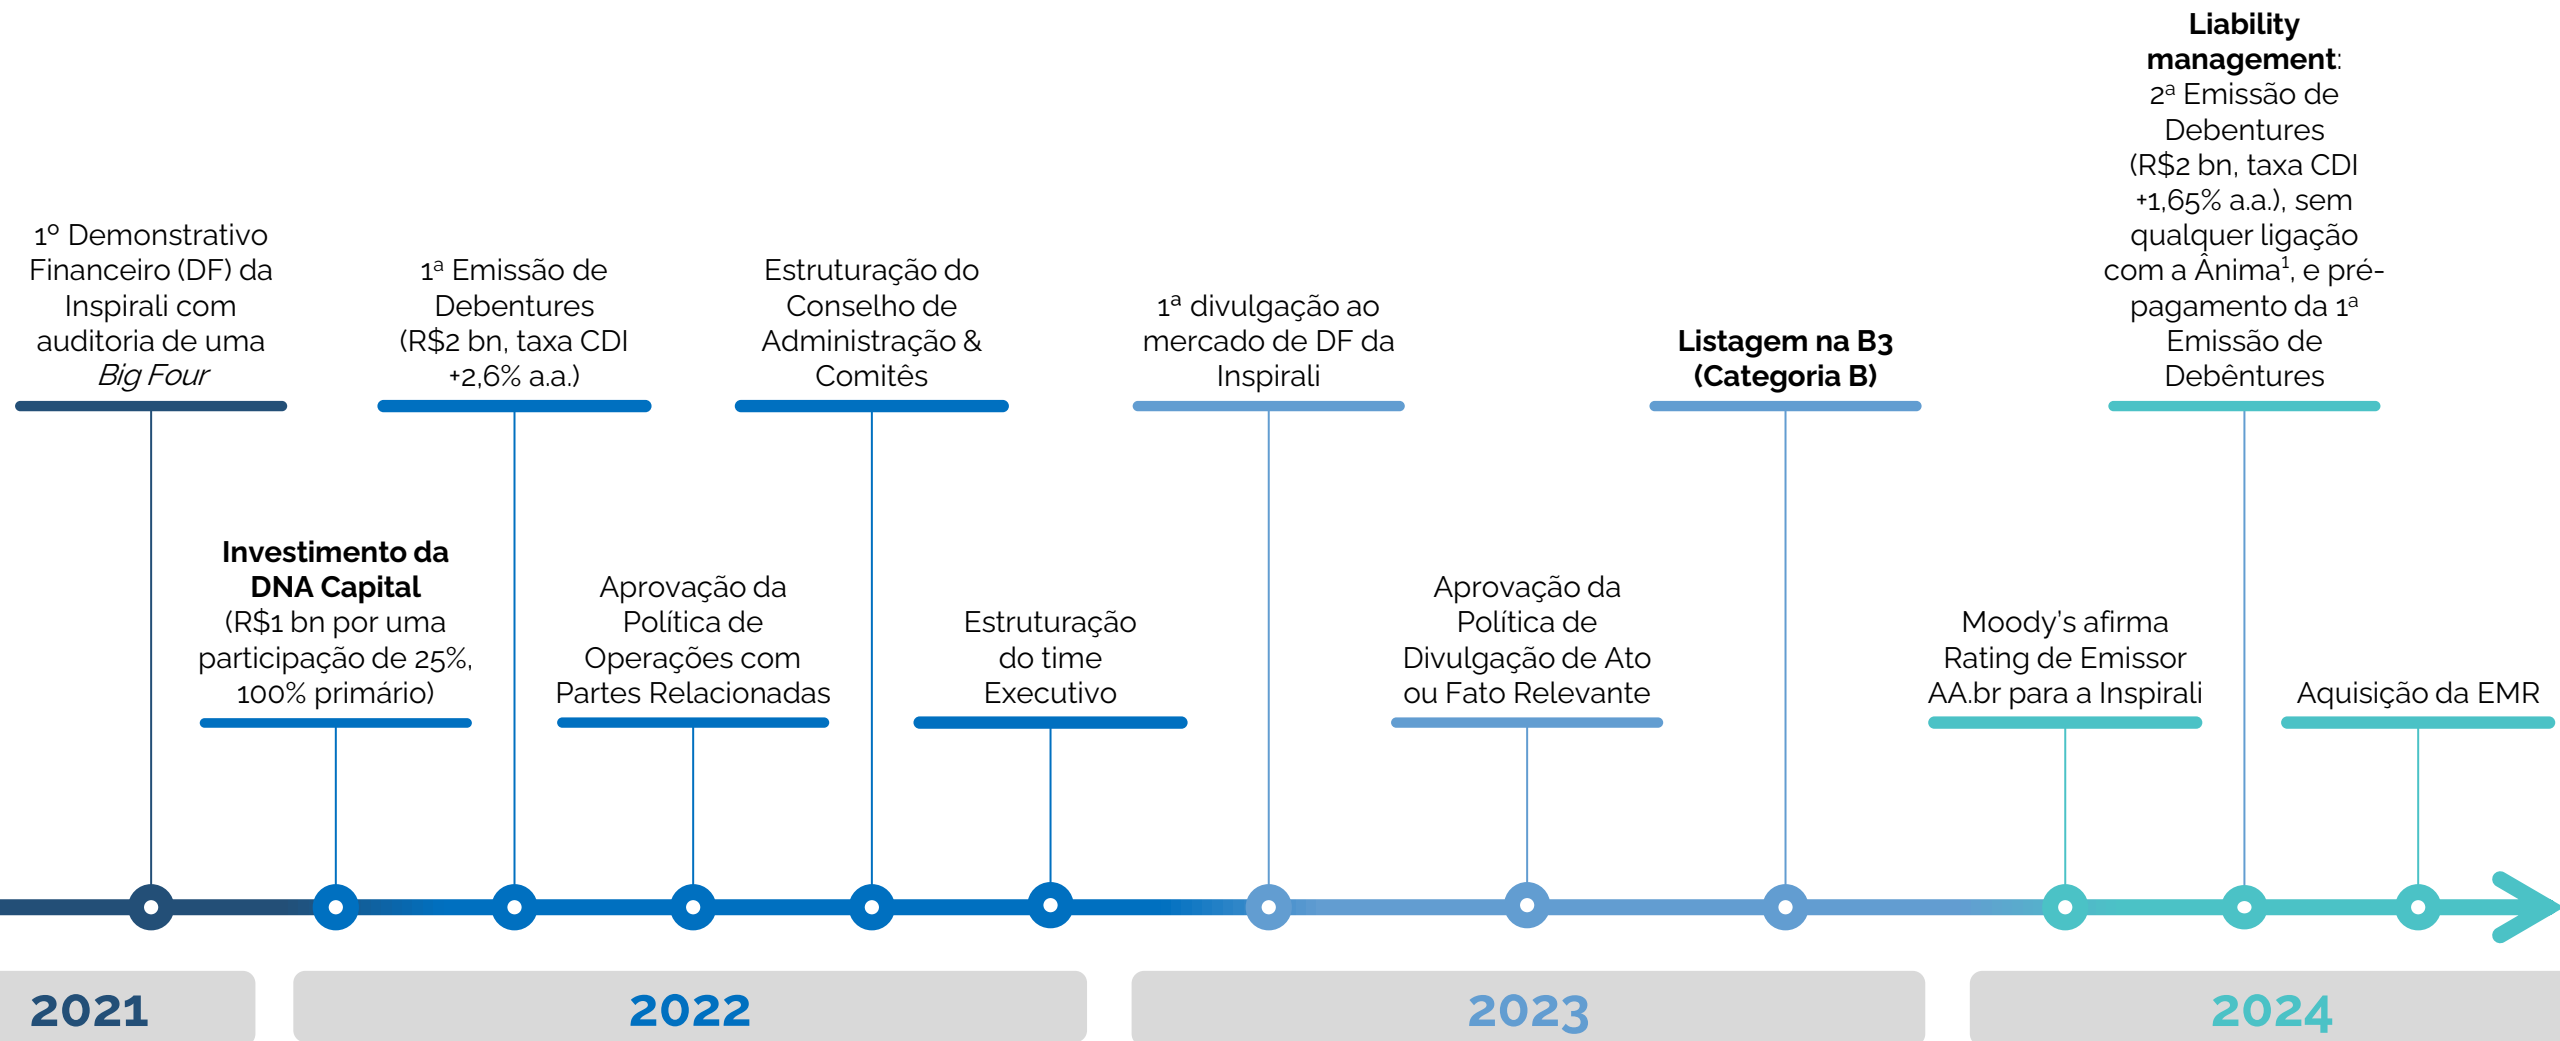 1º Demonstrativo
Financeiro (DF) da
Inspirali com
auditoria de uma
Big Four
Investimento da
DNA Capital
(R$1 bn por uma
participação de 25%,
100% primário)
1ª Emissão de
Debentures
(R$2 bn, taxa CDI
+2,6% a.a.)
Aprovação da
Política de
Operações com
Partes Relacionadas
Estruturação do
Conselho de
Administração &
Comitês
Estruturação
do time
Executivo
1ª divulgação ao
mercado de DF da
Inspirali
Aprovação da
Política de
Divulgação de Ato
ou Fato Relevante
Listagem na B3
(Categoria B)
Moody's afirma
Rating de Emissor
AA.br para a Inspirali
Liability
management:
2ª Emissão de
Debentures
(R$2 bn, taxa CDI
+1,65% a.a.), sem
qualquer ligação
com a Ânima¹, e pré-
pagamento da 1ª
Emissão de
Debêntures
Aquisição da EMR
2021
2022
2023
2024